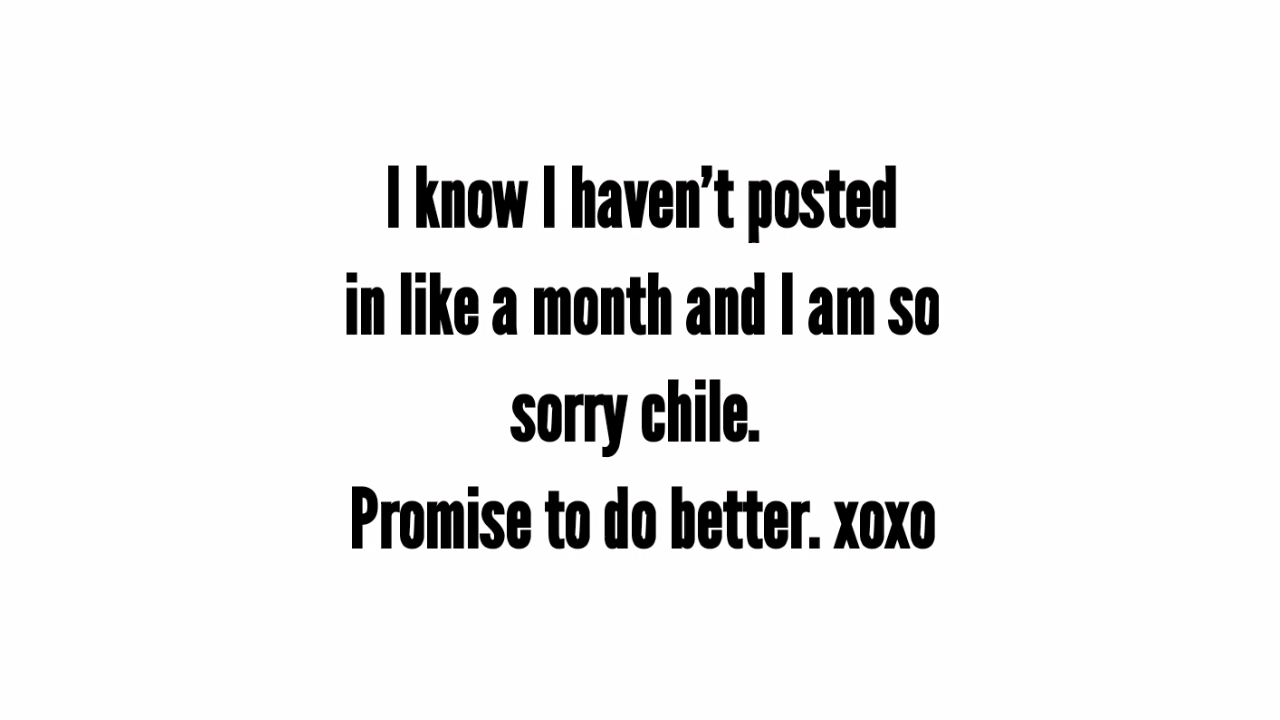 I know I haven’t posted
in like a month and I am so
sorry chile.
Promise to do better. xoxo